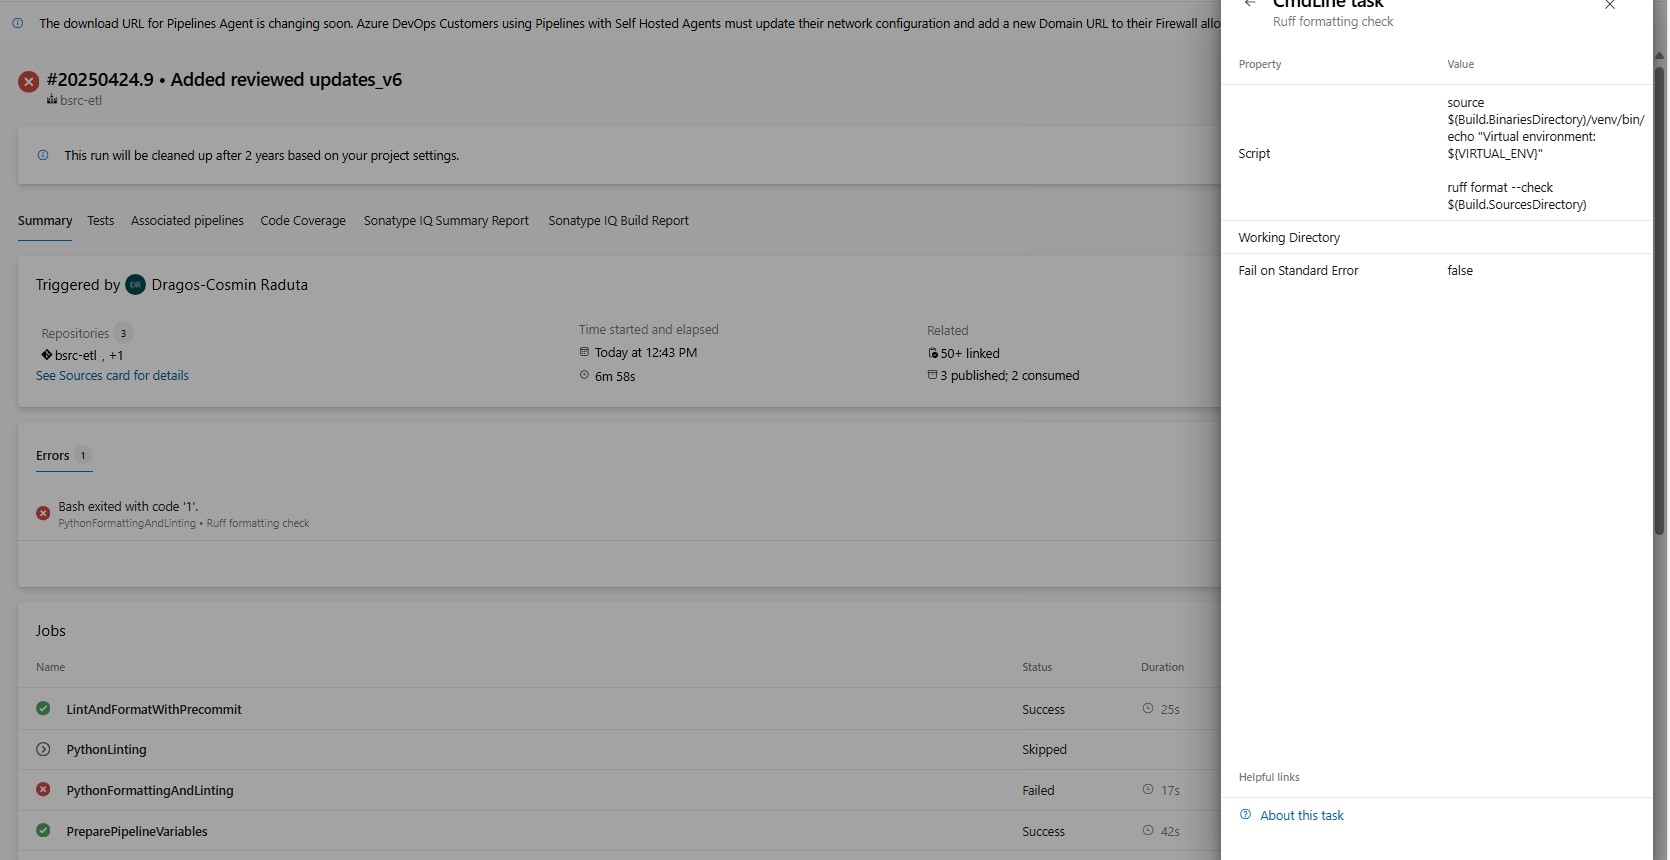 The download URL for Pipelines Agent is changing soon. Azure DevOps Customers using Pipelines with Self Hosted Agents must update their network configuration and add a new Domain URL to their Firewall allo
#20250424.9 • Added reviewed updates_v6
bsrc-etl
This run will be cleaned up after 2 years based on your project settings.
Summary Tests Associated pipelines Code Coverage Sonatype IQ Summary Report Sonatype IQ Build Report
Triggered by DR Dragos-Cosmin Raduta
Repositories 3
bsrc-etl , +1
See Sources card for details
Time started and elapsed
Today at 12:43 PM
6m 58s
Related
50+ linked
3 published; 2 consumed
Errors 1
Bash exited with code '1'.
PythonFormattingAndLinting • Ruff formatting check
Jobs
Name Status Duration
LintAndFormatWithPrecommit Success 25s
PythonLinting Skipped
PythonFormattingAndLinting Failed 17s
PreparePipelineVariables Success 42s
CmdLine task
Ruff formatting check
Property Value
Script
source
$(Build.BinariesDirectory)/venv/bin/
echo "Virtual environment:
${VIRTUAL_ENV}"
ruff format --check
$(Build.SourcesDirectory)
Working Directory
Fail on Standard Error false
Helpful links
About this task